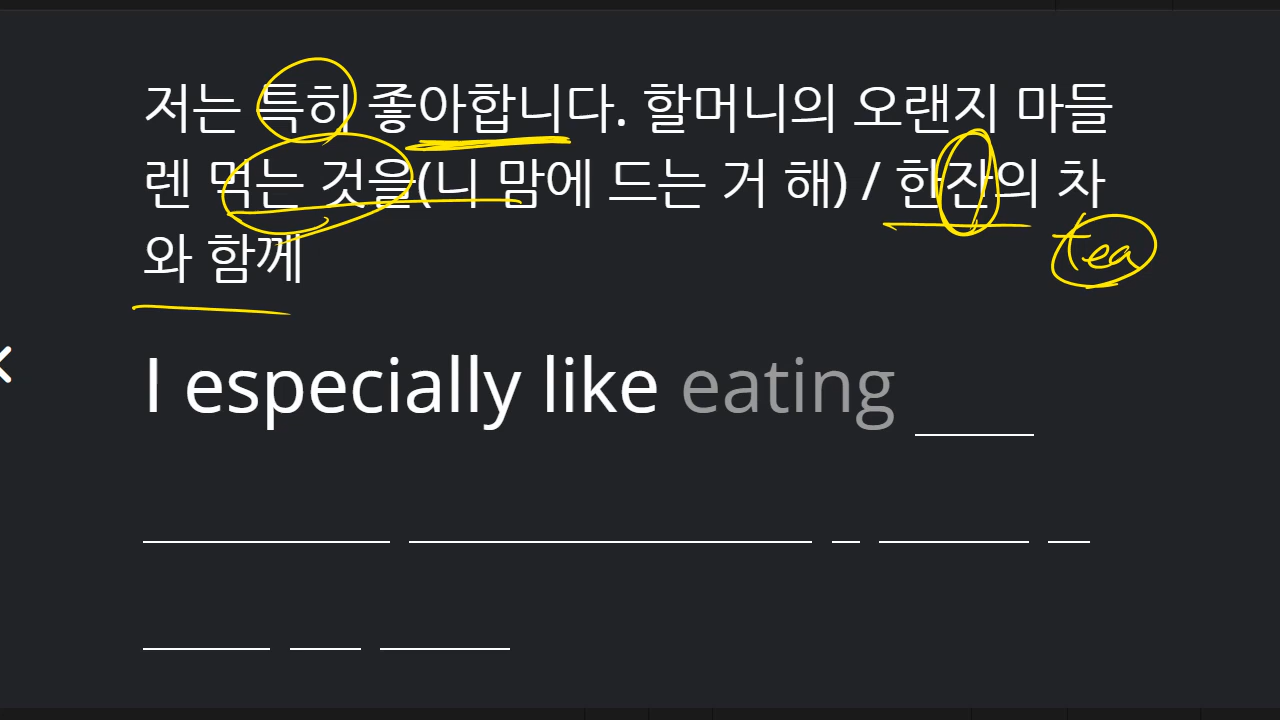 저는 특히 좋아합니다. 할머니의 오랜지 마들
렌 먹는 것을(니 맘에 드는 거 해) / 한잔의 차
와 함께
tea
I especially like eating